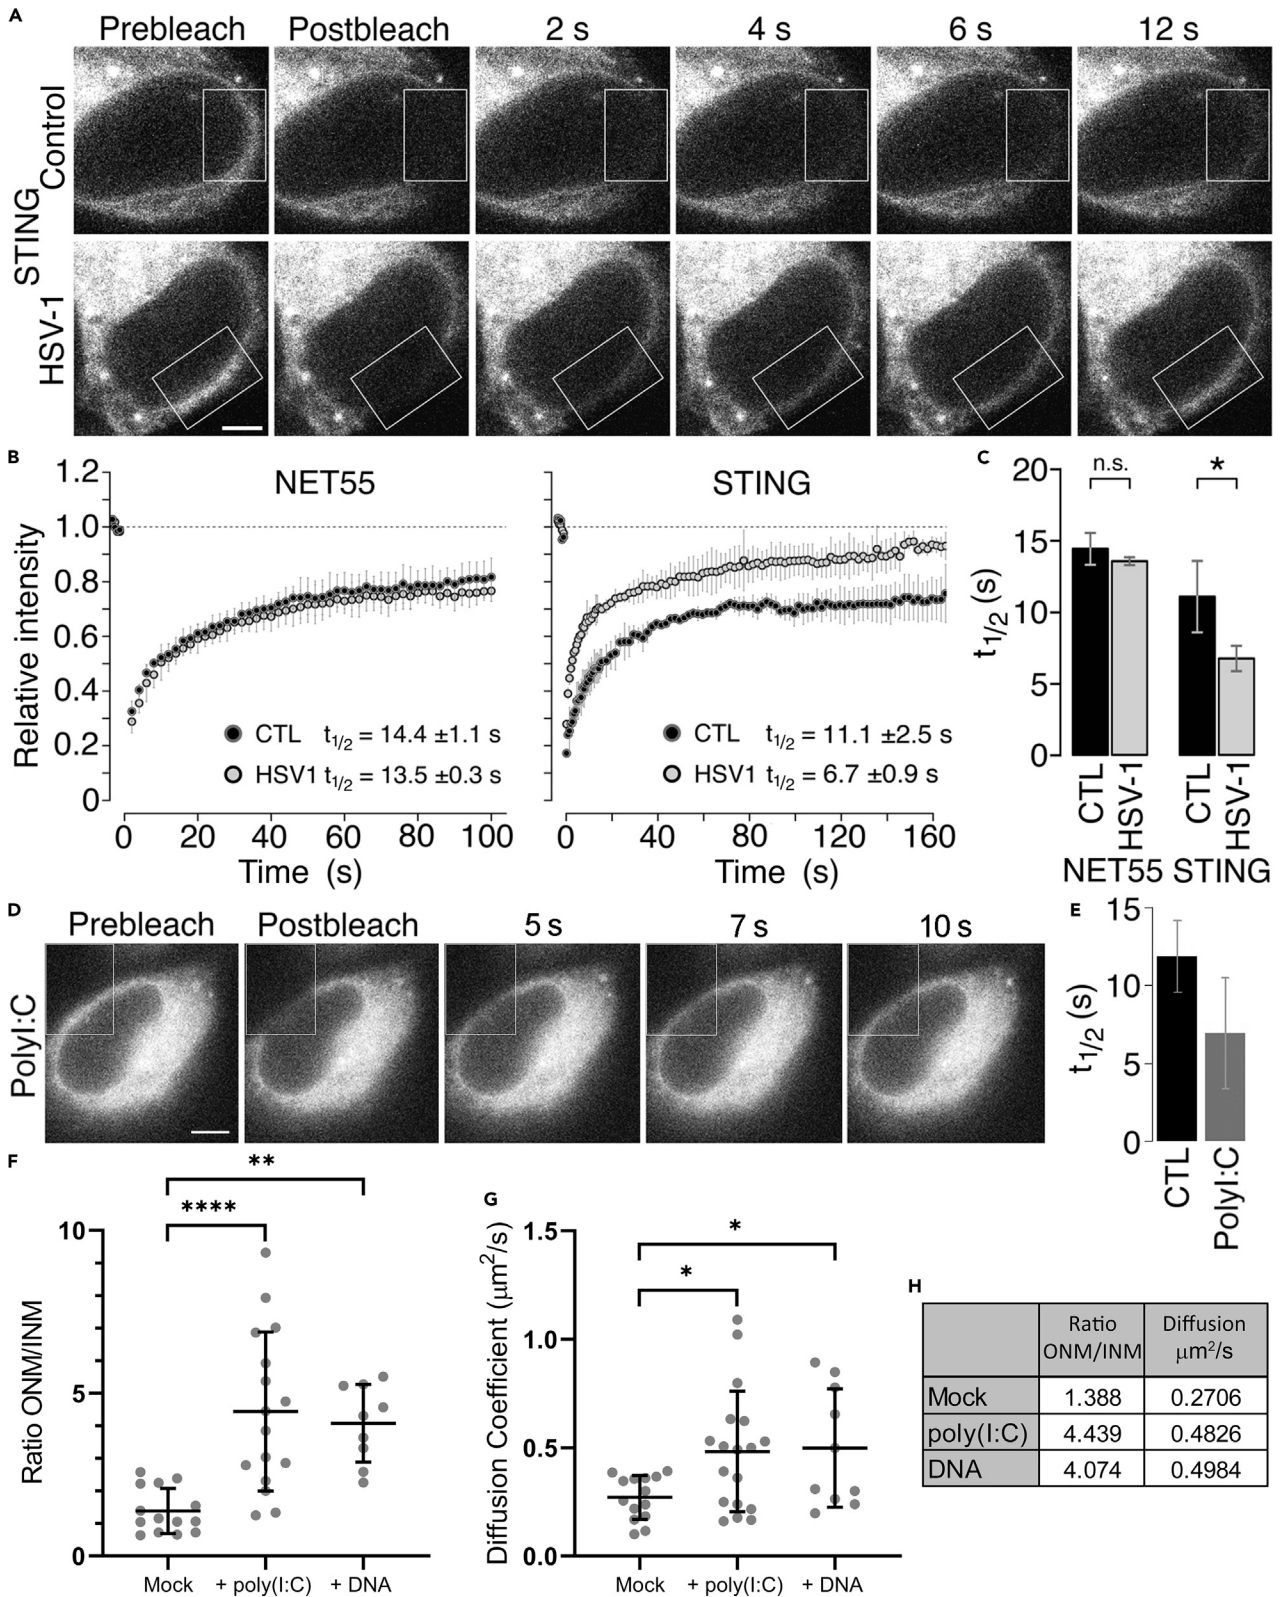 A
Prebleach Postbleach 2 s 4 s 6 s 12 s
STING
Control
HSV-1
B
NET55
Relative intensity
1.2
1.0
0.8
0.6
0.4
0.2
0
CTL t1/2 = 14.4 ±1.1 s
HSV1 t1/2 = 13.5 ±0.3 s
0 20 40 60 80 100
Time (s)
STING
CTL t1/2 = 11.1 ±2.5 s
HSV1 t1/2 = 6.7 ±0.9 s
0 40 80 120 160
Time (s)
C
t1/2 (s)
20
15
10
5
0
n.s. *
CTL HSV-1 CTL HSV-1
NET55 STING
D
Prebleach Postbleach 5 s 7 s 10 s
PolyI:C
E
t1/2 (s)
15
10
5
0
CTL PolyI:C
F
Ratio ONM/INM
10
5
0
**
****
Mock + poly(I:C) + DNA
G
Diffusion Coefficient (μm2/s)
1.5
1.0
0.5
0.0
*
*
Mock + poly(I:C) + DNA
H
Ratio ONM/INM Diffusion μm2/s
Mock 1.388 0.2706
poly(I:C) 4.439 0.4826
DNA 4.074 0.4984